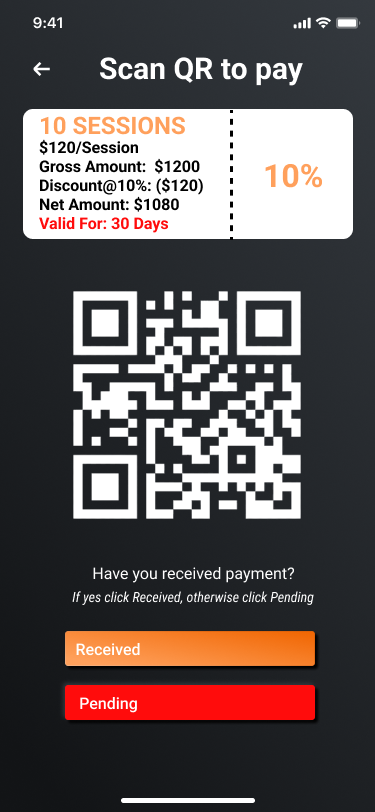 9:41
Scan QR to pay
10 SESSIONS
$120/Session
Gross Amount:  $1200
Discount@10%: ($120)
Net Amount: $1080
Valid For: 30 Days
10%
Have you received payment?
If yes click Received, otherwise click Pending
Received
Pending